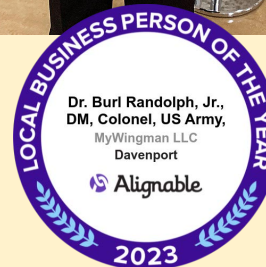 LOCAL BUSINESS PERSON OF THE YEAR
Dr. Burl Randolph, Jr.,
DM, Colonel, US Army,
MyWingman LLC
Davenport
Alignable
2023